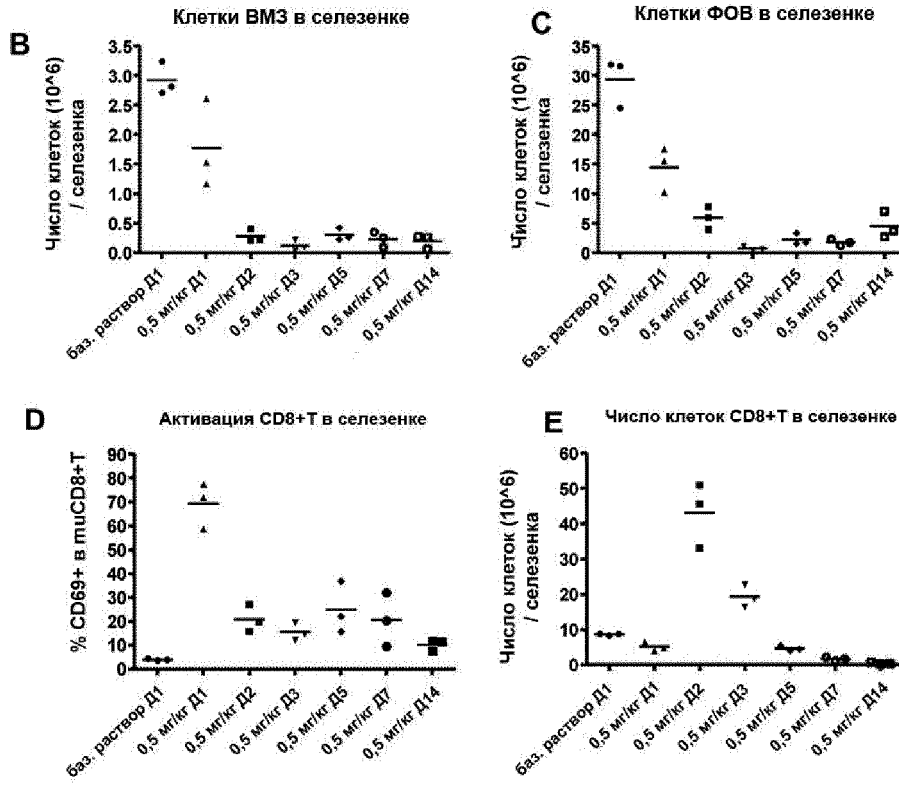 B
Клетки ВМЗ в селезенке
Число клеток (10^6)
/ селезенка
3.5
3.0
2.5
2.0
1.5
1.0
0.5
0.0
баз. раствор Д1
0,5 мг/кг Д1
0,5 мг/кг Д2
0,5 мг/кг Д3
0,5 мг/кг Д5
0,5 мг/кг Д7
0,5 мг/кг Д14
C
Клетки ФОВ в селезенке
Число клеток (10^6)
/ селезенка
35
30
25
20
15
10
5
0
баз. раствор Д1
0,5 мг/кг Д1
0,5 мг/кг Д2
0,5 мг/кг Д3
0,5 мг/кг Д5
0,5 мг/кг Д7
0,5 мг/кг Д14
D
Активация CD8+T в селезенке
% CD69+ в muCD8+T
90
80
70
60
50
40
30
20
10
0
баз. раствор Д1
0,5 мг/кг Д1
0,5 мг/кг Д2
0,5 мг/кг Д3
0,5 мг/кг Д5
0,5 мг/кг Д7
0,5 мг/кг Д14
E
Число клеток CD8+T в селезенке
Число клеток (10^6)
/ селезенка
60
50
40
30
20
10
0
баз. раствор Д1
0,5 мг/кг Д1
0,5 мг/кг Д2
0,5 мг/кг Д3
0,5 мг/кг Д5
0,5 мг/кг Д7
0,5 мг/кг Д14